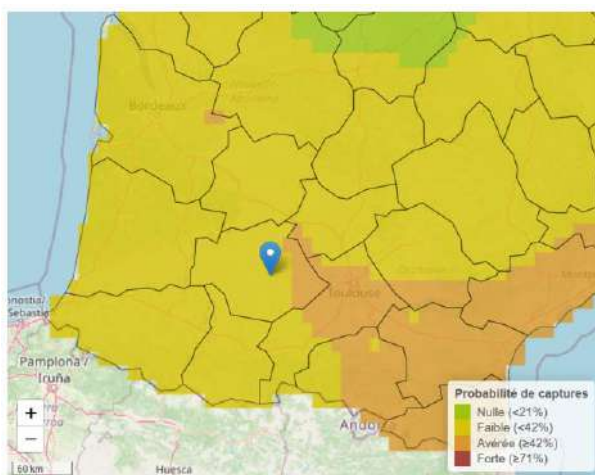 Bordeaux
Toulouse
nostia-
Sebastián
Pamplona /
Iruña
Andorra
Huesca
+
−
60 km
Probabilité de captures
Nulle (<21%)
Faible (<42%)
Avérée (≥42%)
Forte (≥71%)